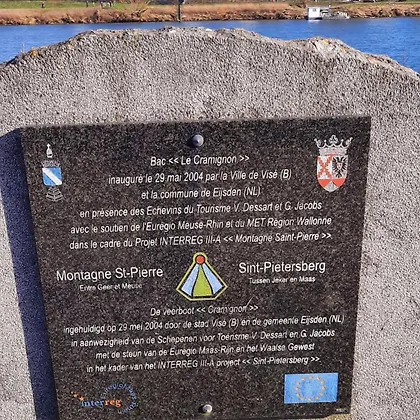 Bac << Le Cramignon >>
inauguré le 29 mai 2004 par la Ville de Visé (B)
et la commune de Eijsden (NL)
en présence des Echevins du Tourisme V. Dessart et G. Jacobs
avec le soutien de l'Eurégio Meuse-Rhin et du MET Région Wallonne
dans le cadre du Projet INTERREG III-A << Montagne Saint-Pierre >>
Montagne St-Pierre
Entre Geer et Meuse
Sint-Pietersberg
Tussen Jeker en Maas
De veerboot << Cramignon >>
ingehuldigd op 29 mei 2004 door de stad Visé (B) en de gemeente Eijsden (NL)
in aanwezigheid van de Schepenen voor Toerisme V. Dessart en G. Jacobs
met de steun van de Eurégio Maas-Rijn en het Waalse Gewest
in het kader van het INTERREG III-A project << Sint-Pietersberg >>
interreg